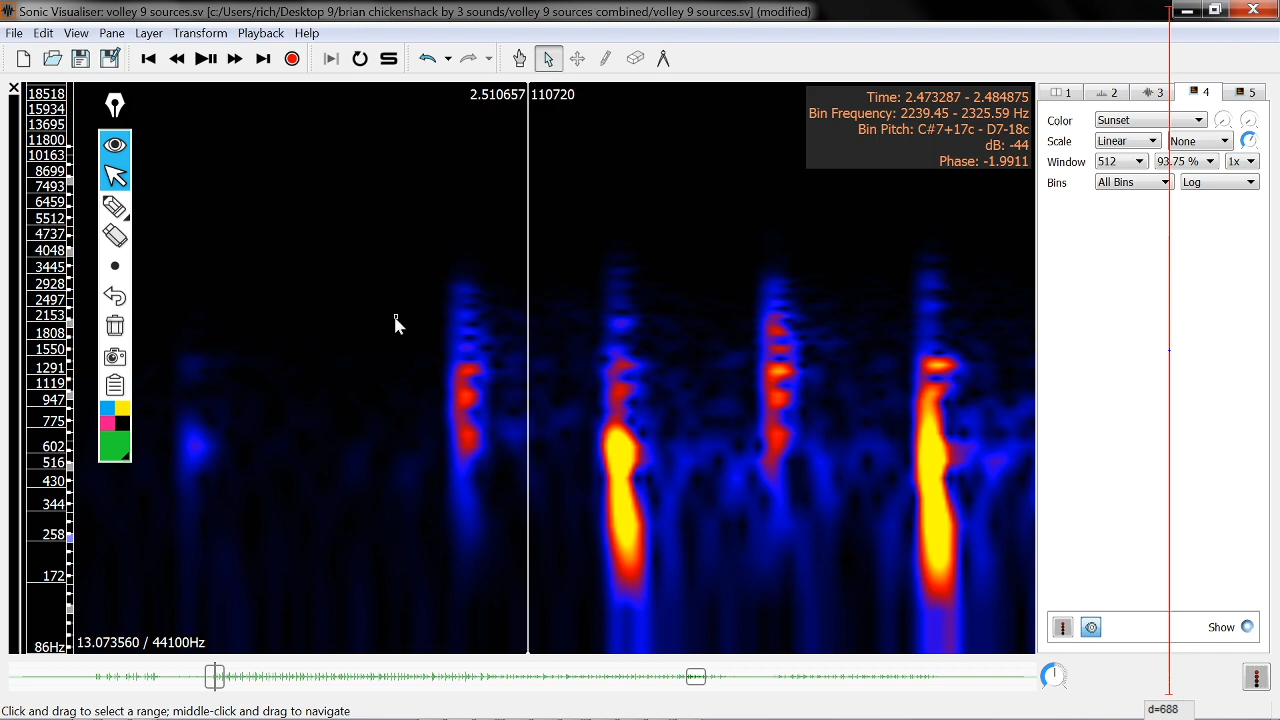 Sonic Visualiser: volley 9 sources.sv [c:/Users/rich/Desktop 9/brian chickenshack by 3 sounds/volley 9 sources combined/volley 9 sources.sv] (modified)
File Edit View Pane Layer Transform Playback Help
1 2 3 4 5
18518
15934
13695
11800
10163
8699
7493
6459
5512
4737
4048
3445
2928
2497
2153
1808
1550
1291
1119
947
775
602
516
430
344
258
172
86Hz
2.510657 110720
Time: 2.473287 - 2.484875
Bin Frequency: 2239.45 - 2325.59 Hz
Bin Pitch: C#7+17c - D7-18c
dB: -44
Phase: -1.9911
Color Sunset
Scale Linear None
Window 512 93.75 % 1x
Bins All Bins Log
Show
13.073560 / 44100Hz
Click and drag to select a range; middle-click and drag to navigate
d=688